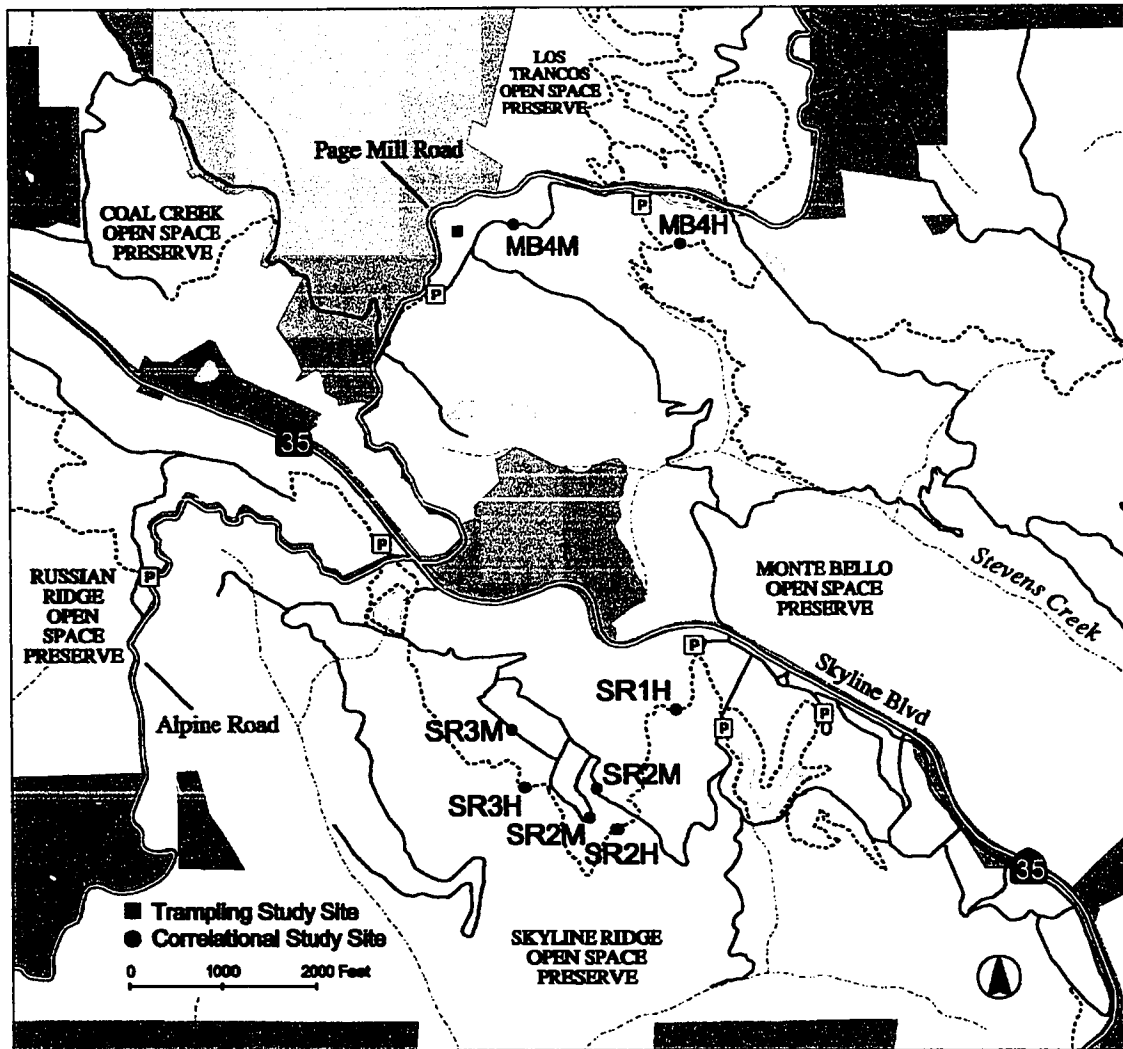 LOS
TRANCOS
OPEN SPACE
PRESERVE
Page Mill Road
COAL CREEK
OPEN SPACE
PRESERVE
P
MB4M
MB4H
P
35
P
RUSSIAN
RIDGE
OPEN
SPACE
PRESERVE
P
MONTE BELLO
OPEN SPACE
PRESERVE
Stevens Creek
P
Skyline Blvd
SR1H
P
P
Alpine Road
SR3M
SR2M
SR3H
SR2M
SR2H
35
Trampling Study Site
Correlational Study Site
0 1000 2000 Feet
SKYLINE RIDGE
OPEN SPACE
PRESERVE